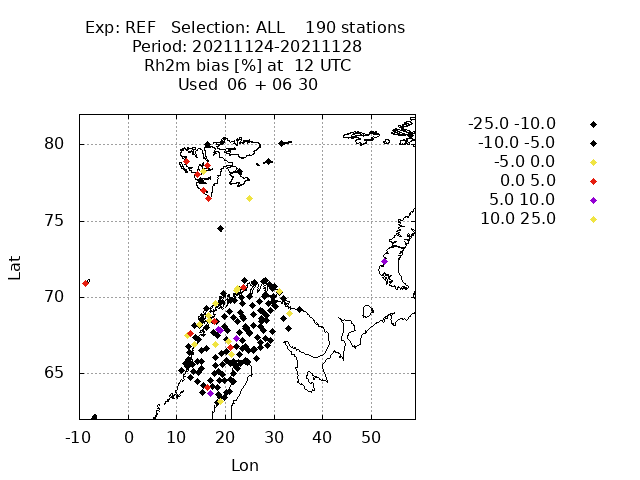 Exp: REF   Selection: ALL    190 stations
Period: 20211124-20211128
Rh2m bias [%] at  12 UTC
Used  06 + 06 30
-25.0 -10.0
-10.0 -5.0
-5.0 0.0
0.0 5.0
5.0 10.0
10.0 25.0
80
75
70
65
Lat
-10 0 10 20 30 40 50
Lon